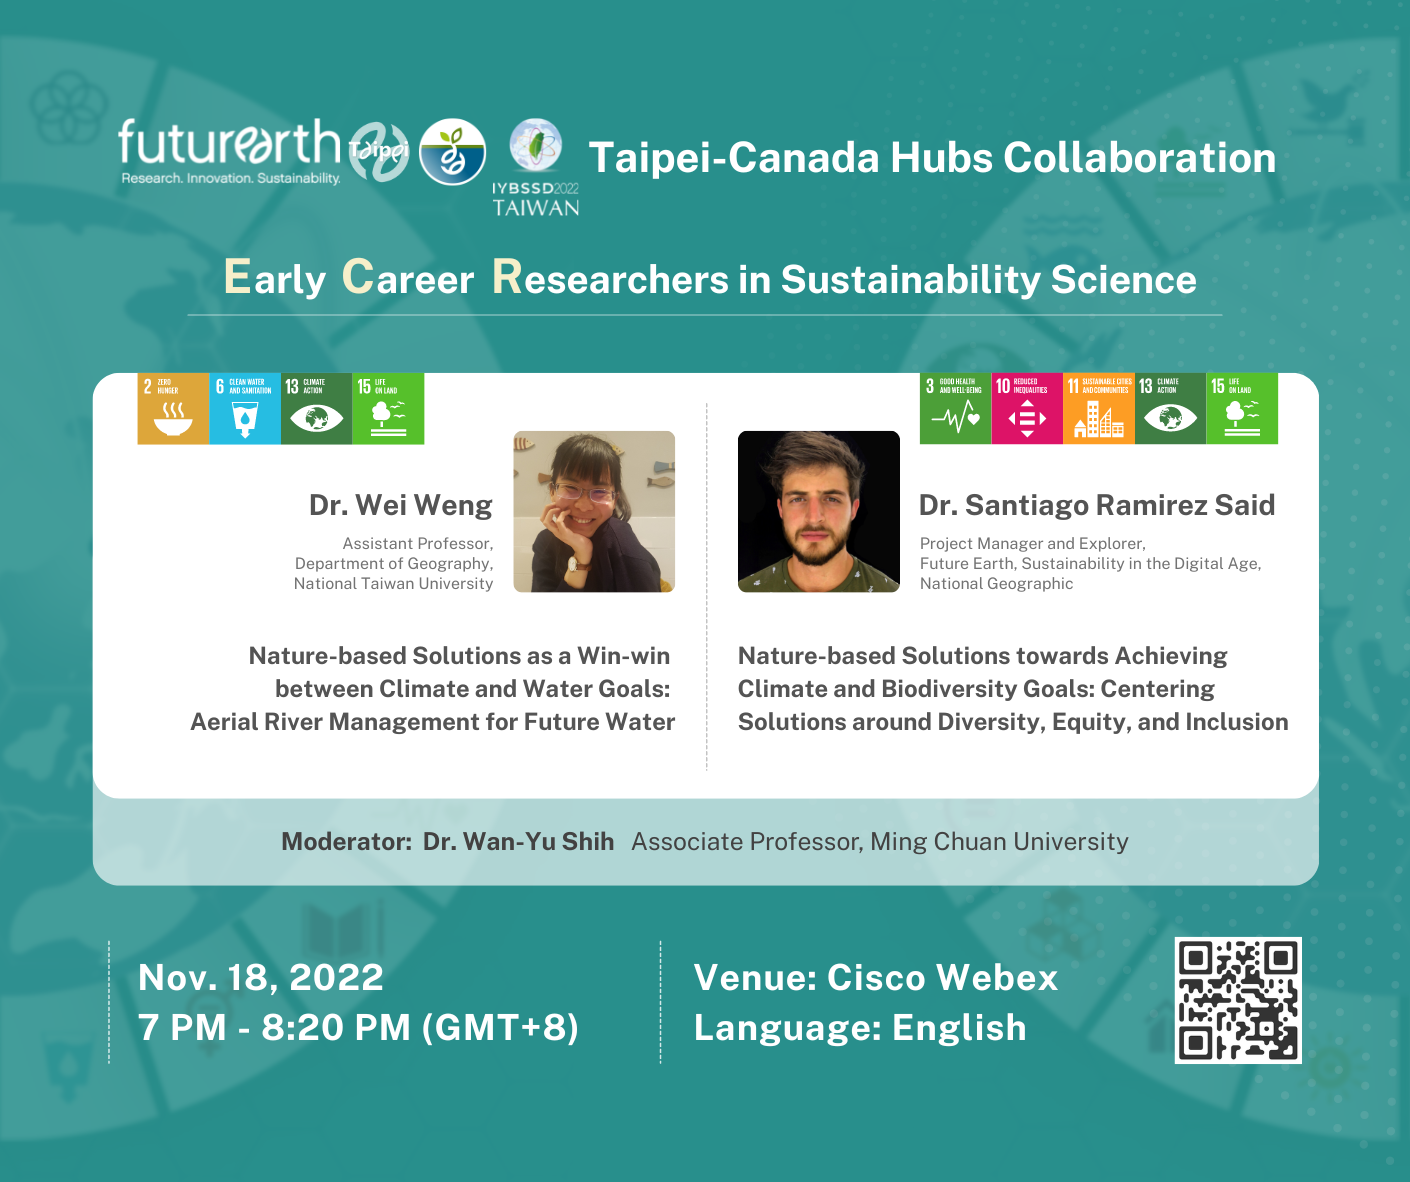 futurearth
Research. Innovation. Sustainability.
Taipei
IYBSSD2022
TAIWAN
Taipei-Canada Hubs Collaboration
Early Career Researchers in Sustainability Science
2 ZERO
HUNGER
6 CLEAN WATER
AND SANITATION
13 CLIMATE
ACTION
15 LIFE
ON LAND
Dr. Wei Weng
Assistant Professor,
Department of Geography,
National Taiwan University
Nature-based Solutions as a Win-win
between Climate and Water Goals:
Aerial River Management for Future Water
3 GOOD HEALTH
AND WELL-BEING
10 REDUCED
INEQUALITIES
11 SUSTAINABLE CITIES
AND COMMUNITIES
13 CLIMATE
ACTION
15 LIFE
ON LAND
Dr. Santiago Ramirez Said
Project Manager and Explorer,
Future Earth, Sustainability in the Digital Age,
National Geographic
Nature-based Solutions towards Achieving
Climate and Biodiversity Goals: Centering
Solutions around Diversity, Equity, and Inclusion
Moderator: Dr. Wan-Yu Shih Associate Professor, Ming Chuan University
Nov. 18, 2022
7 PM - 8:20 PM (GMT+8)
Venue: Cisco Webex
Language: English